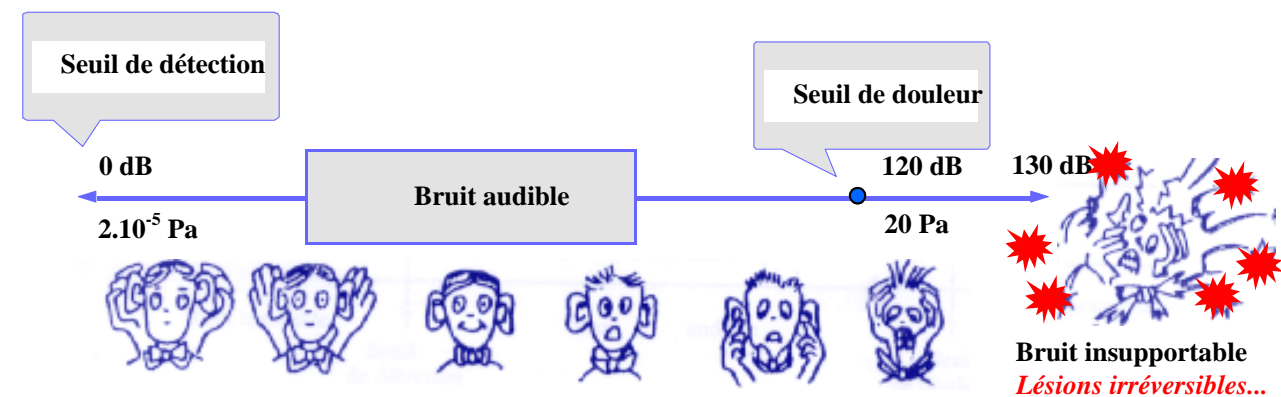 Seuil de détection
Seuil de douleur
0 dB
120 dB
130 dB
Bruit audible
2.10-5 Pa
20 Pa
Bruit insupportable
Lésions irréversibles...